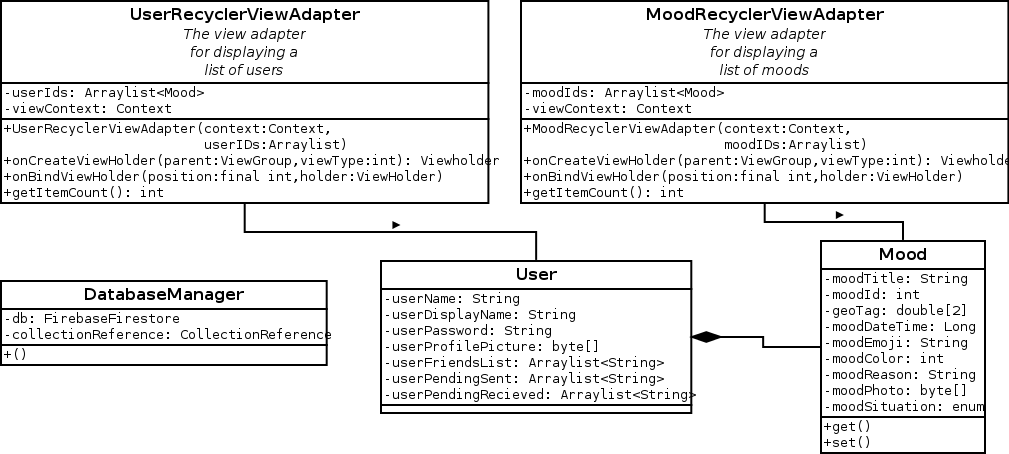 UserRecyclerViewAdapter
The view adapter
for displaying a
list of users
-userIds: Arraylist<Mood>
-viewContext: Context
+UserRecyclerViewAdapter(context:Context,
userIDs:Arraylist)
+onCreateViewHolder(parent:ViewGroup,viewType:int): Viewholder
+onBindViewHolder(position:final int,holder:ViewHolder)
+getItemCount(): int
MoodRecyclerViewAdapter
The view adapter
for displaying a
list of moods
-moodIds: Arraylist<Mood>
-viewContext: Context
+MoodRecyclerViewAdapter(context:Context,
moodIDs:Arraylist)
+onCreateViewHolder(parent:ViewGroup,viewType:int): Viewholde
+onBindViewHolder(position:final int,holder:ViewHolder)
+getItemCount(): int
DatabaseManager
-db: FirebaseFirestore
-collectionReference: CollectionReference
+()
User
-userName: String
-userDisplayName: String
-userPassword: String
-userProfilePicture: byte[]
-userFriendsList: Arraylist<String>
-userPendingSent: Arraylist<String>
-userPendingRecieved: Arraylist<String>
Mood
-moodTitle: String
-moodId: int
-geoTag: double[2]
-moodDateTime: Long
-moodEmoji: String
-moodColor: int
-moodReason: String
-moodPhoto: byte[]
-moodSituation: enum
+get()
+set()